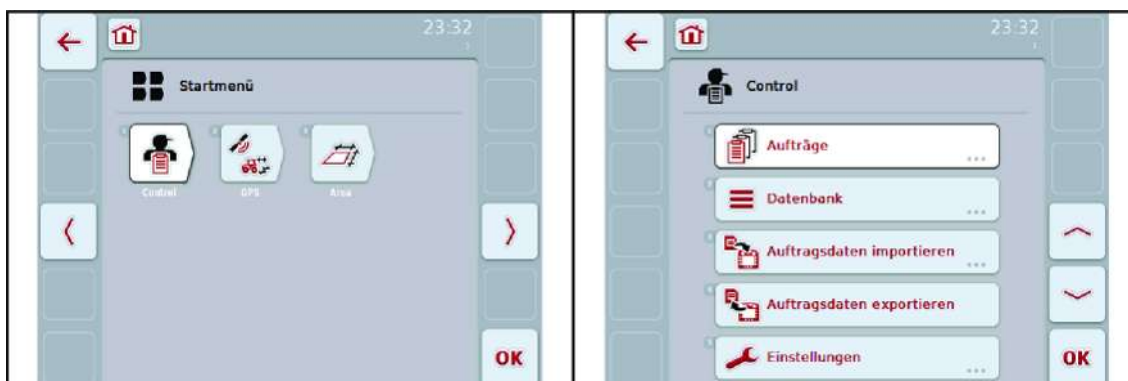 23:32
Startmenü
Control
GPS
Area
OK
23:32
Control
Aufträge
...
Datenbank
...
Auftragsdaten importieren
...
Auftragsdaten exportieren
Einstellungen
...
OK